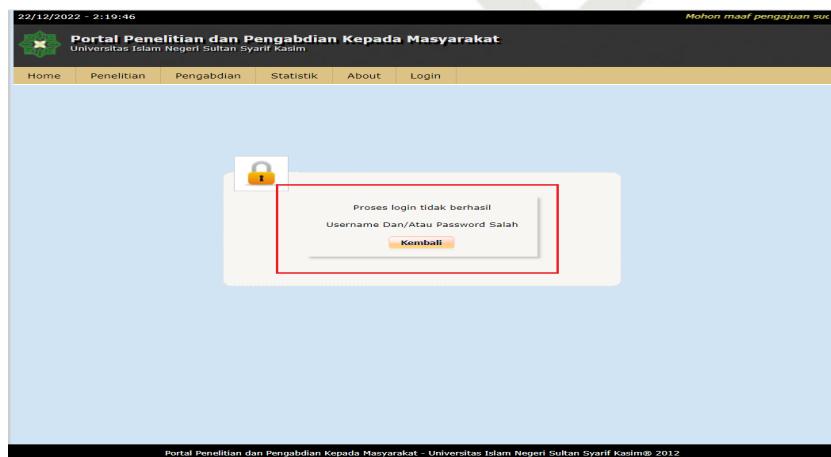 22/12/2022 - 2:19:46
Mohon maaf pengajuan suc
Portal Penelitian dan Pengabdian Kepada Masyarakat
Universitas Islam Negeri Sultan Syarif Kasim
Home Penelitian Pengabdian Statistik About Login
Proses login tidak berhasil
Username Dan/Atau Password Salah
Kembali
Portal Penelitian dan Pengabdian Kepada Masyarakat - Universitas Islam Negeri Sultan Syarif Kasim® 2012